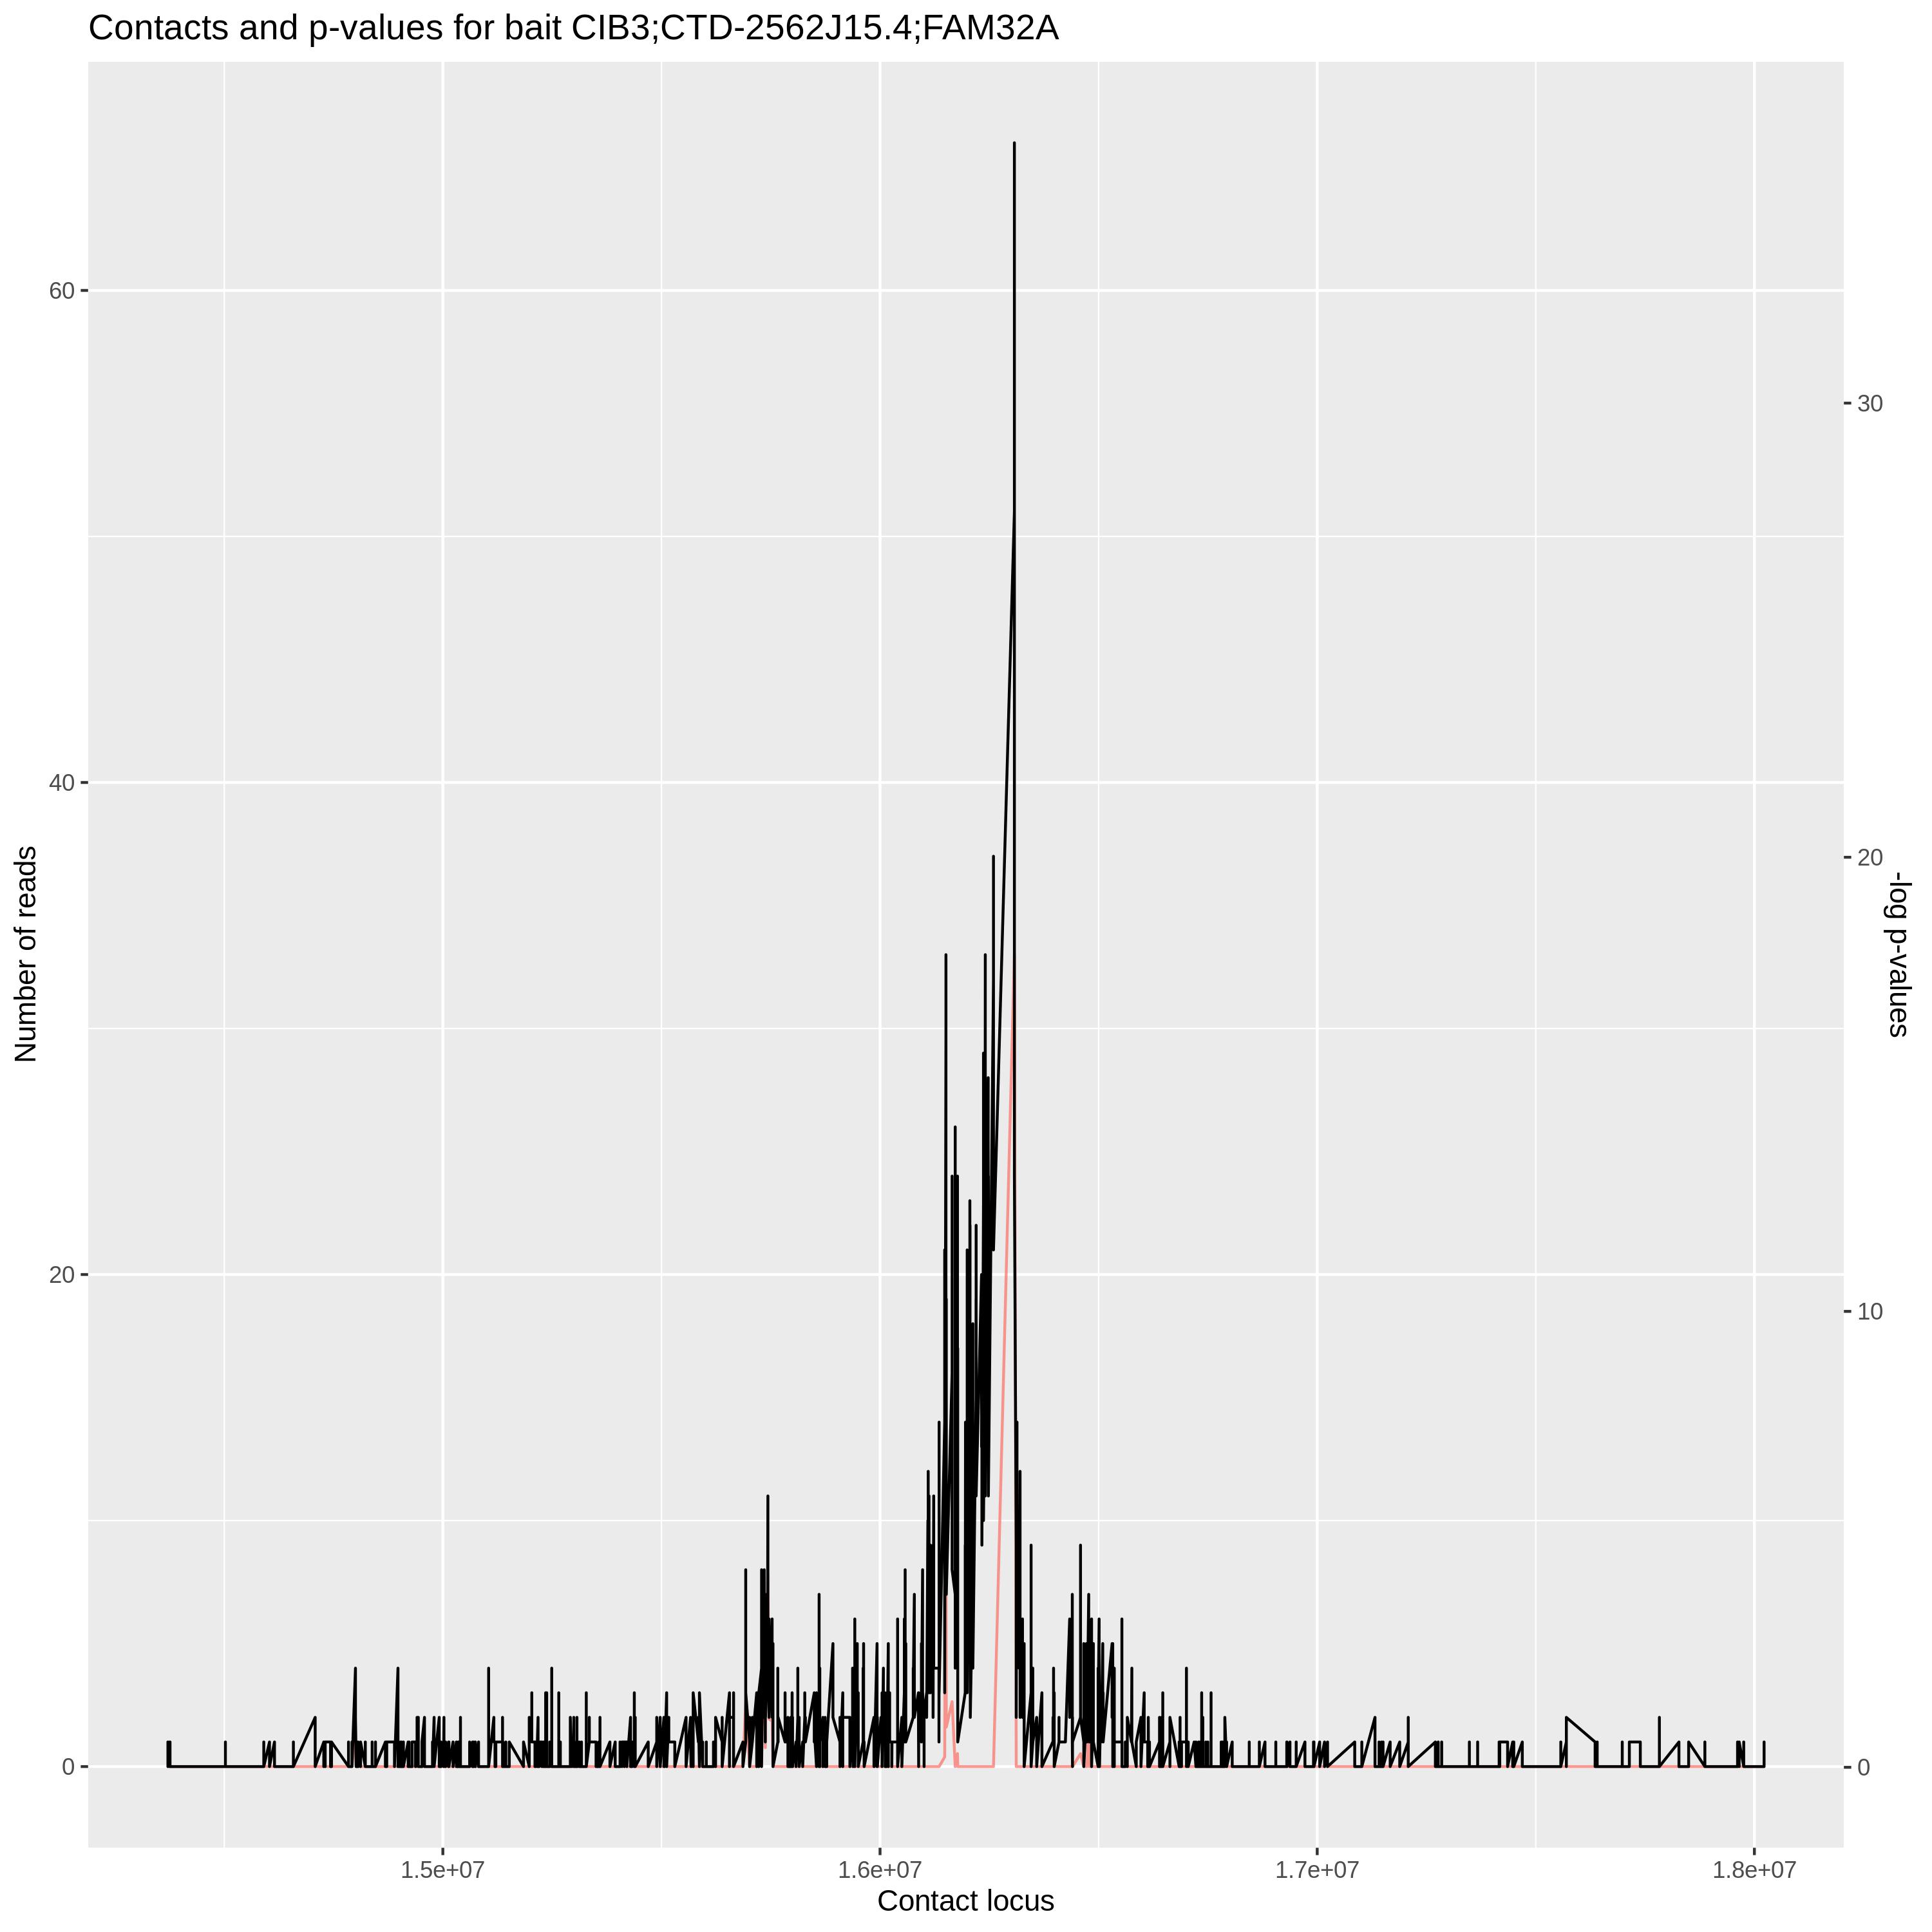 Contacts and p-values for bait CIB3;CTD-2562J15.4;FAM32A
60
40
20
0
Number of reads
30
20
10
0
-log p-values
1.5e+07
1.6e+07
1.7e+07
1.8e+07
Contact locus